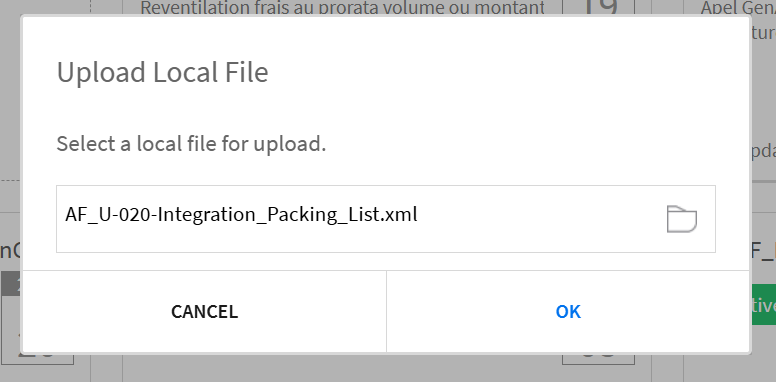 Reventilation frais au prorata volume ou montant
19
Apel Gen
Upload Local File
Select a local file for upload.
AF_U-020-Integration_Packing_List.xml
CANCEL
OK